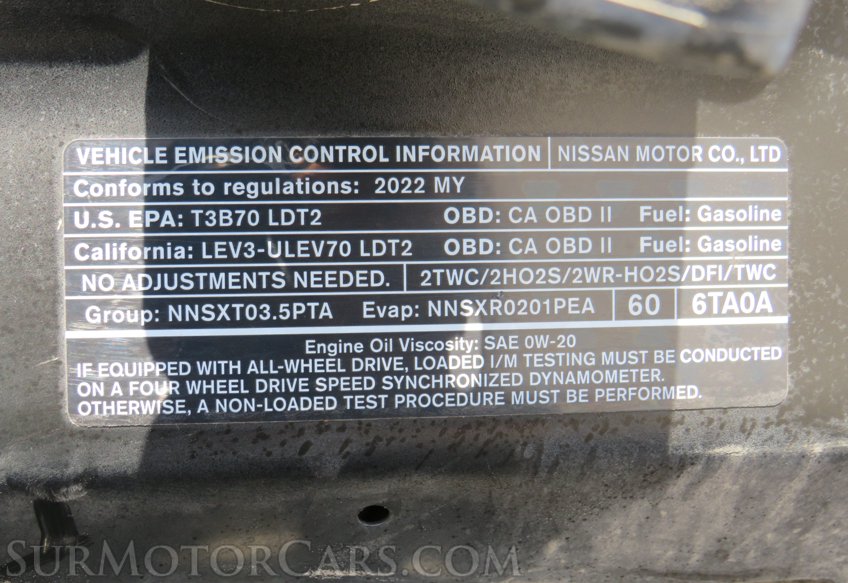 VEHICLE EMISSION CONTROL INFORMATION NISSAN MOTOR CO., LTD
Conforms to regulations: 2022 MY
U.S. EPA: T3B70 LDT2 OBD: CA OBD II Fuel: Gasoline
California: LEV3-ULEV70 LDT2 OBD: CA OBD II Fuel: Gasoline
NO ADJUSTMENTS NEEDED. 2TWC/2HO2S/2WR-HO2S/DFI/TWC
Group: NNSXT03.5PTA Evap: NNSXR0201PEA 60 6TA0A
Engine Oil Viscosity: SAE 0W-20
IF EQUIPPED WITH ALL-WHEEL DRIVE, LOADED I/M TESTING MUST BE CONDUCTED
ON A FOUR WHEEL DRIVE SPEED SYNCHRONIZED DYNAMOMETER.
OTHERWISE, A NON-LOADED TEST PROCEDURE MUST BE PERFORMED.
SURMOTORCARS.COM